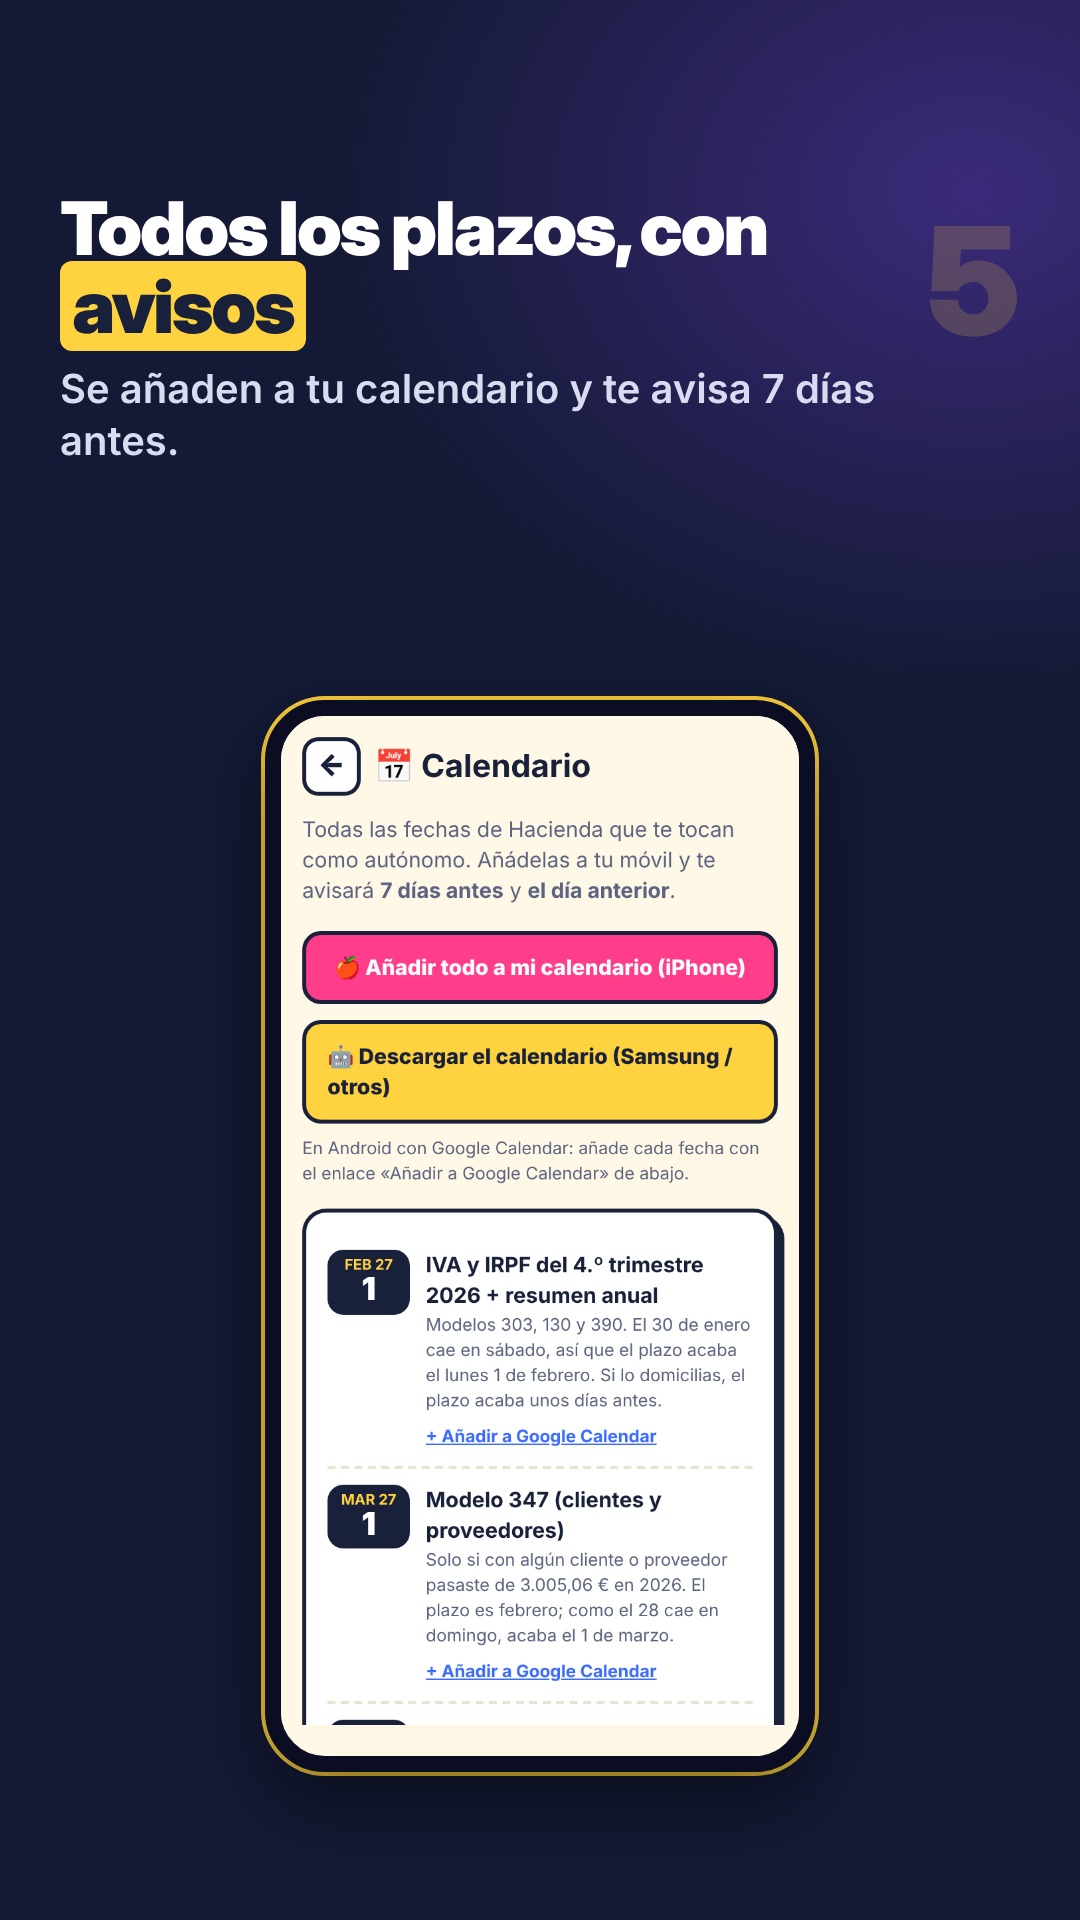 Todos los plazos, con
avisos
5
Se añaden a tu calendario y te avisa 7 días
antes.
July
17
Calendario
Todas las fechas de Hacienda que te tocan
como autónomo. Añádelas a tu móvil y te
avisará 7 días antes y el día anterior.
Añadir todo a mi calendario (iPhone)
Descargar el calendario (Samsung /
otros)
En Android con Google Calendar: añade cada fecha con
el enlace «Añadir a Google Calendar» de abajo.
FEB 27
1
IVA y IRPF del 4.º trimestre
2026 + resumen anual
Modelos 303, 130 y 390. El 30 de enero
cae en sábado, así que el plazo acaba
el lunes 1 de febrero. Si lo domicilias, el
plazo acaba unos días antes.
+ Añadir a Google Calendar
MAR 27
1
Modelo 347 (clientes y
proveedores)
Solo si con algún cliente o proveedor
pasaste de 3.005,06 € en 2026. El
plazo es febrero; como el 28 cae en
domingo, acaba el 1 de marzo.
+ Añadir a Google Calendar